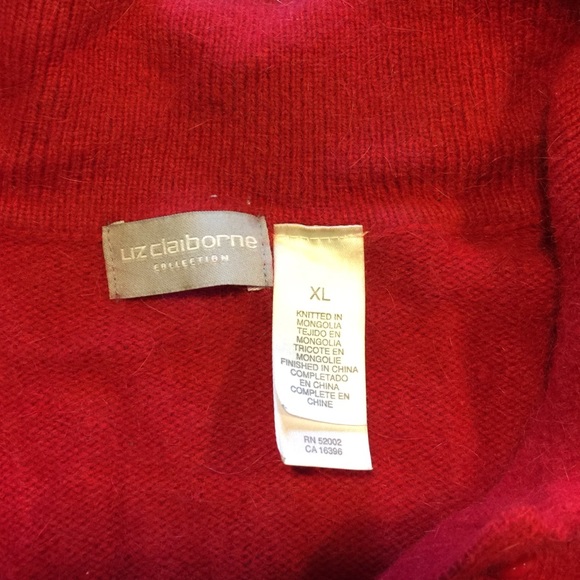 liz claiborne
COLLECTION
XL
KNITTED IN
MONGOLIA
TEJIDO EN
MONGOLIA
TRICOTE EN
MONGOLIE
FINISHED IN CHINA
COMPLETADO
EN CHINA
COMPLETE EN
CHINE
RN 52002
CA 16396